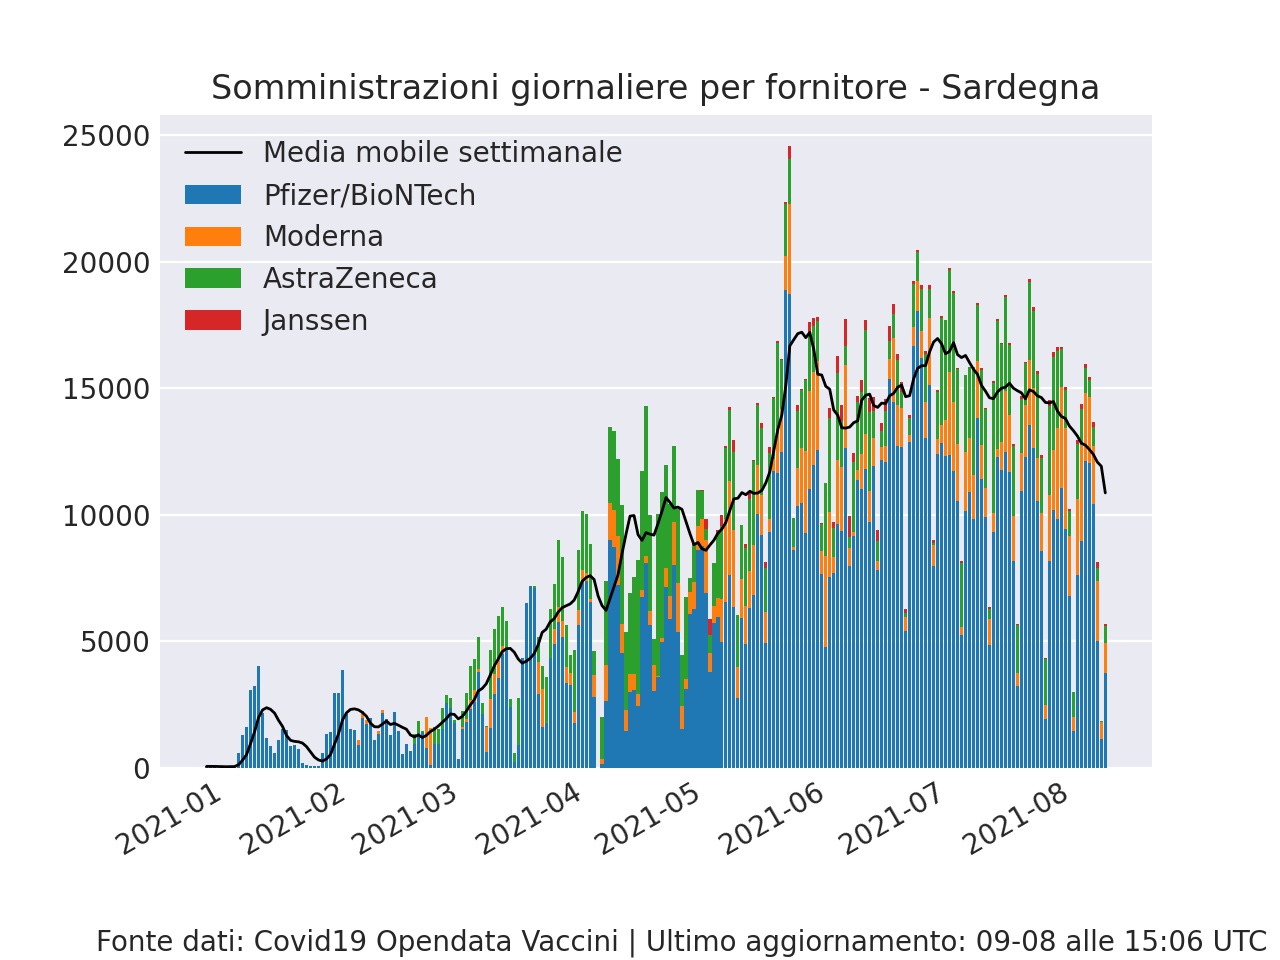 Somministrazioni giornaliere per fornitore - Sardegna
25000
20000
15000
10000
5000
0
Media mobile settimanale
Pfizer/BioNTech
Moderna
AstraZeneca
Janssen
2021-01
2021-02
2021-03
2021-04
2021-05
2021-06
2021-07
2021-08
Fonte dati: Covid19 Opendata Vaccini | Ultimo aggiornamento: 09-08 alle 15:06 UTC